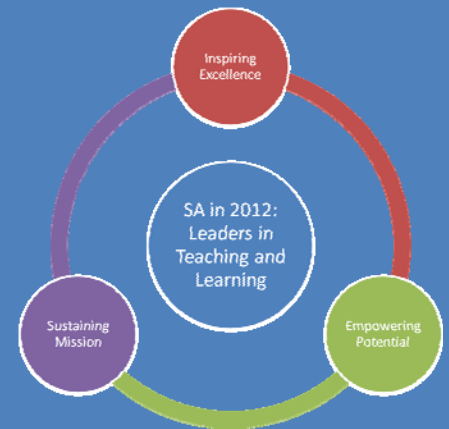 Inspiring
Excellence
SA in 2012:
Leaders in
Teaching and
Learning
Sustaining
Mission
Empowering
Potential